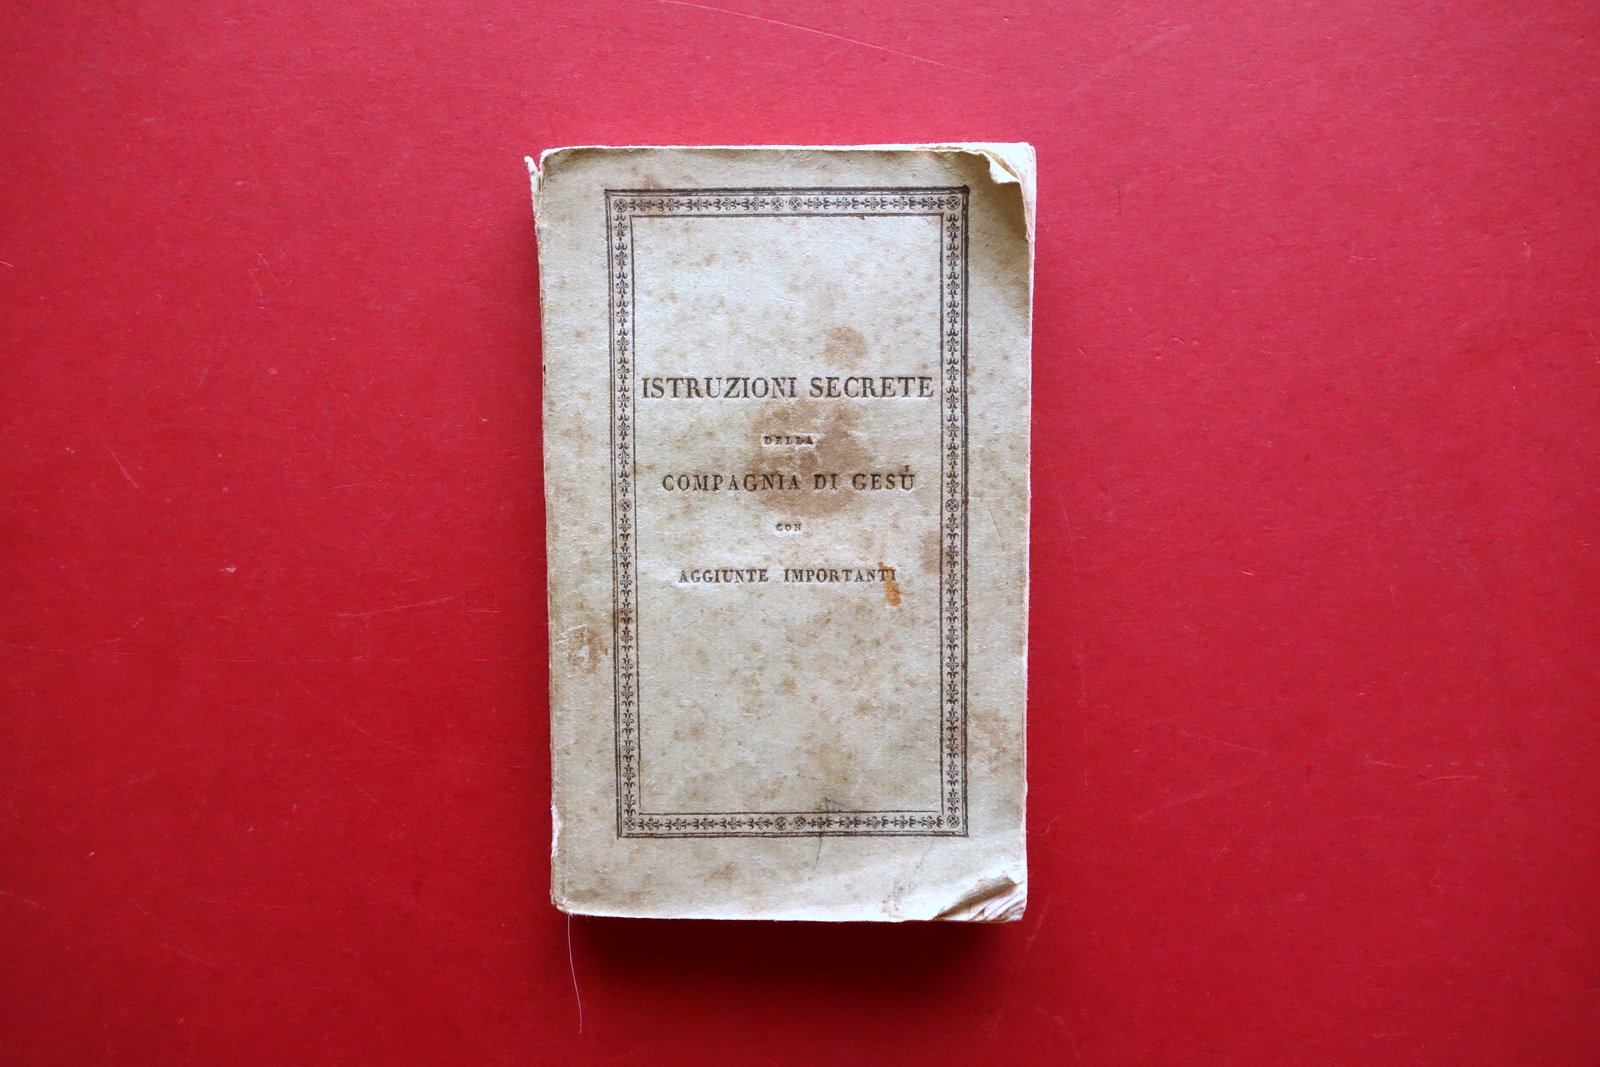 ISTRUZIONI SECRETE
DELLA
COMPAGNIA DI GESÙ
CON
AGGIUNTE IMPORTANTI